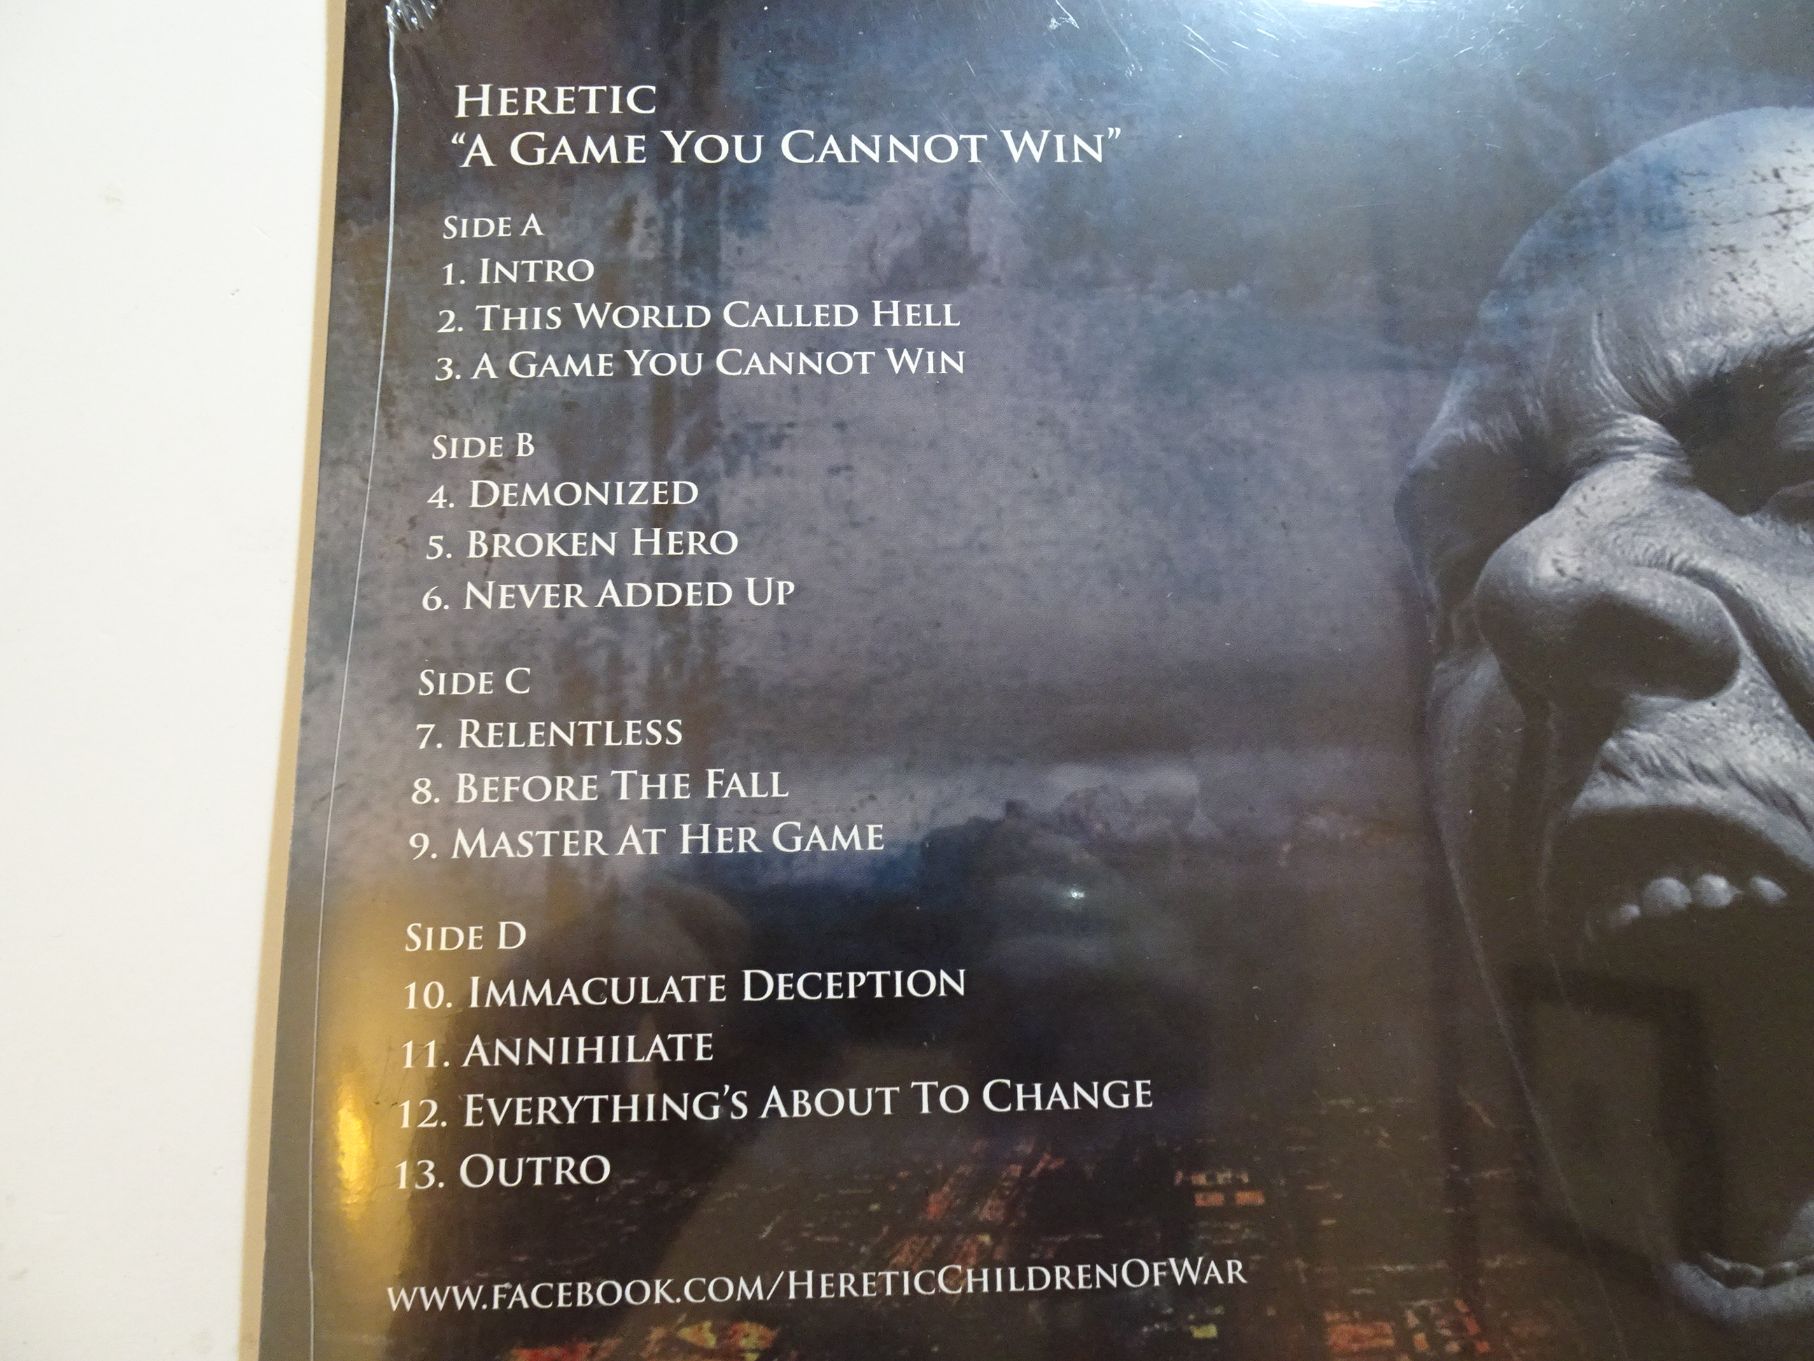 Heretic
“A Game You Cannot Win”
Side A
1. Intro
2. This World Called Hell
3. A Game You Cannot Win
Side B
4. Demonized
5. Broken Hero
6. Never Added Up
Side C
7. Relentless
8. Before The Fall
9. Master At Her Game
Side D
10. Immaculate Deception
11. Annihilate
12. Everything’s About To Change
13. Outro
www.facebook.com/HereticChildrenOfWar